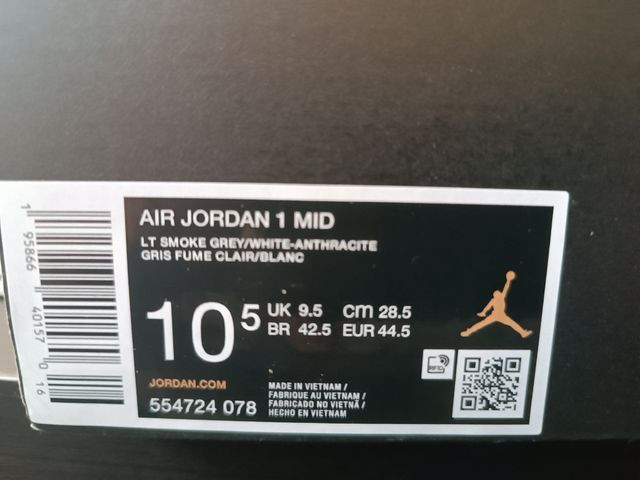 AIR JORDAN 1 MID
LT SMOKE GREY/WHITE-ANTHRACITE
GRIS FUME CLAIR/BLANC
10 5
UK 9.5 CM 28.5
BR 42.5 EUR 44.5
JORDAN.COM
554724 078
MADE IN VIETNAM /
FABRIQUE AU VIETNAM /
FABRICADO NO VIETNÃ /
HECHO EN VIETNAM
RFID
1 95866 40157 0 16